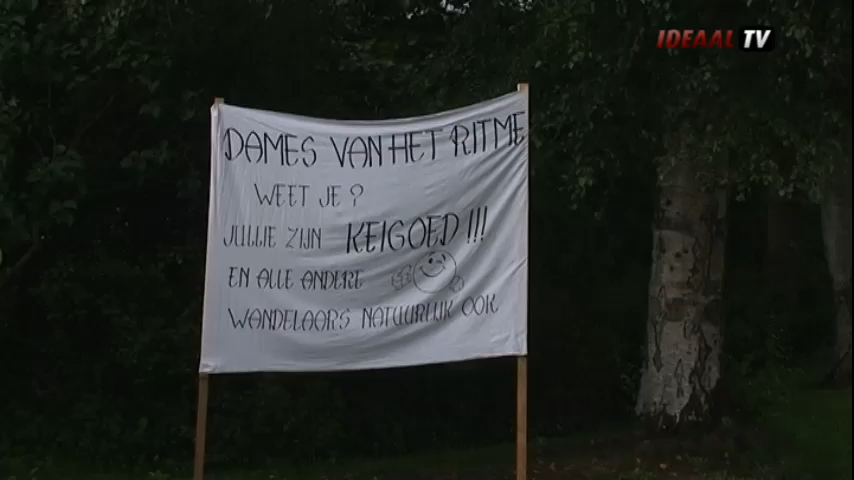 IDEAAL TV
DAMES VAN HET RITME
WEET JE?
JULLIE ZIJN KEIGOED!!!
EN ALLE ANDERE
WANDELAARS NATUURLIJK OOK